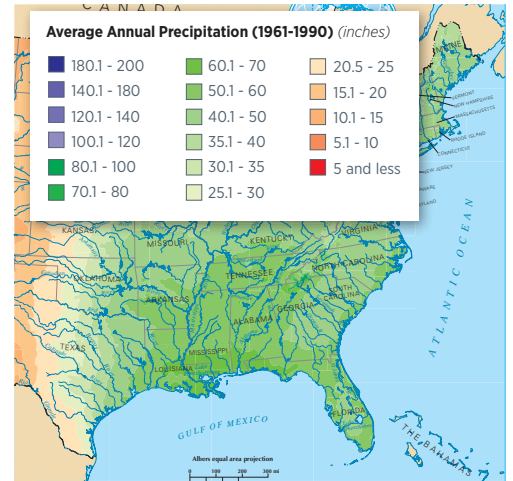 CANADA
Average Annual Precipitation (1961-1990) (inches)
180.1 - 200
140.1 - 180
120.1 - 140
100.1 - 120
80.1 - 100
70.1 - 80
60.1 - 70
50.1 - 60
40.1 - 50
35.1 - 40
30.1 - 35
25.1 - 30
20.5 - 25
15.1 - 20
10.1 - 15
5.1 - 10
5 and less
MAINE
VERMONT
NEW HAMPSHIRE
MASSACHUSETTS
RHODE ISLAND
CONNECTICUT
NEW JERSEY
KANSAS
MISSOURI
KENTUCKY
VIRGINIA
OKLAHOMA
ARKANSAS
TENNESSEE
NORTH CAROLINA
SOUTH
CAROLINA
GEORGIA
ALABAMA
TEXAS
MISSISSIPPI
LOUISIANA
FLORIDA
ATLANTIC OCEAN
GULF OF MEXICO
THE BAHAMAS
Albers equal area projection
0 100 200 300 mi